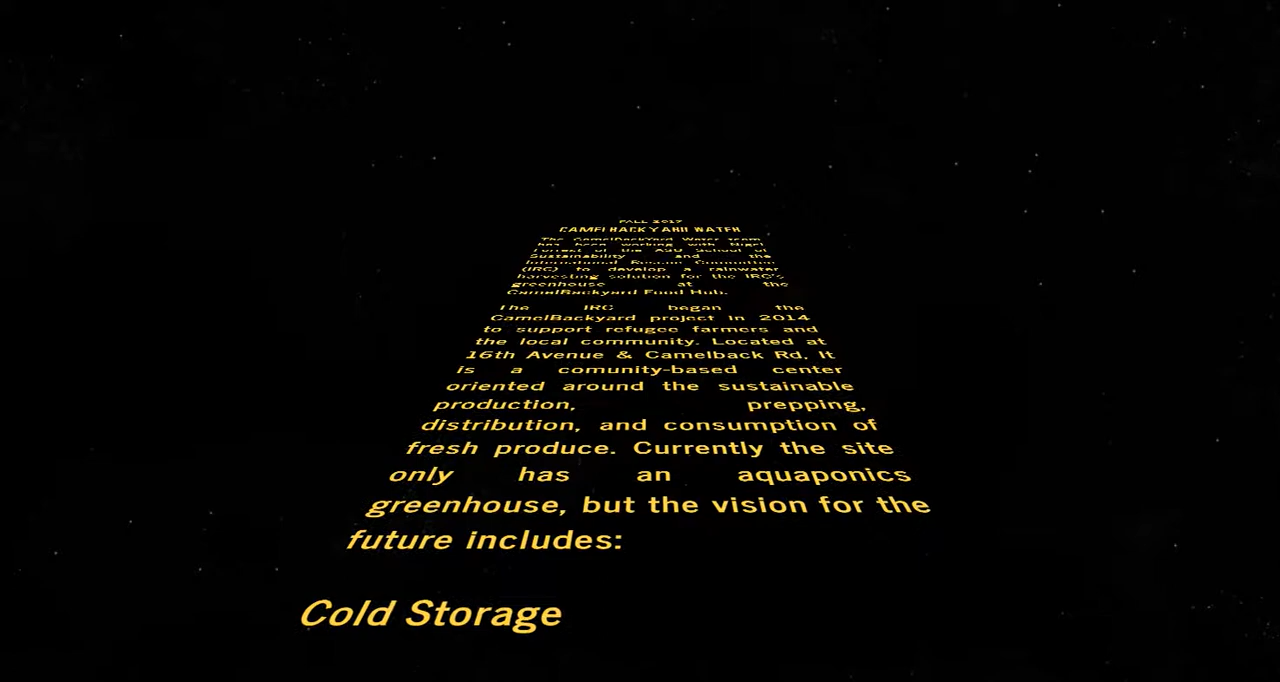 FALL 2017
CAMELBACKYARD WATER
The CamelBackYard Water team
has been working with Nigel
Forrest of the ASU School of
Sustainability and the
International Rescue Committee
(IRC) to develop a rainwater
harvesting solution for the IRC's
greenhouse at the
CamelBackyard Food Hub.
The IRC began the
CamelBackyard project in 2014
to support refugee farmers and
the local community. Located at
16th Avenue & Camelback Rd, It
is a comunity-based center
oriented around the sustainable
production, prepping,
distribution, and consumption of
fresh produce. Currently the site
only has an aquaponics
greenhouse, but the vision for the
future includes:
Cold Storage